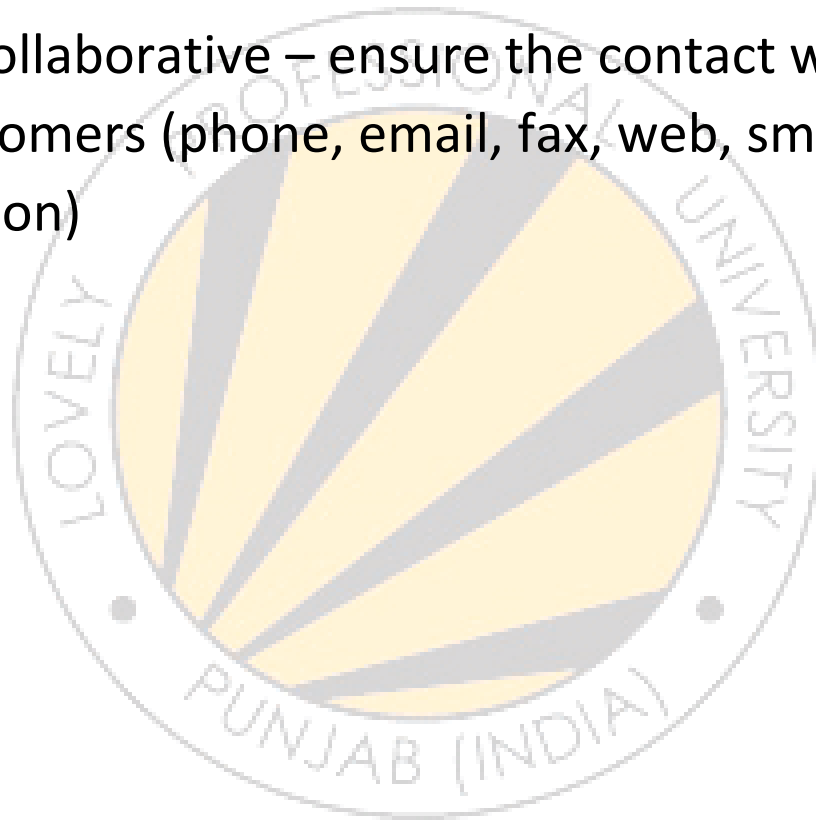 ollaborative – ensure the contact w
omers (phone, email, fax, web, sm
on)
PROFESSIONAL
UNIVERSITY
LOVELY
PUNJAB (INDIA)